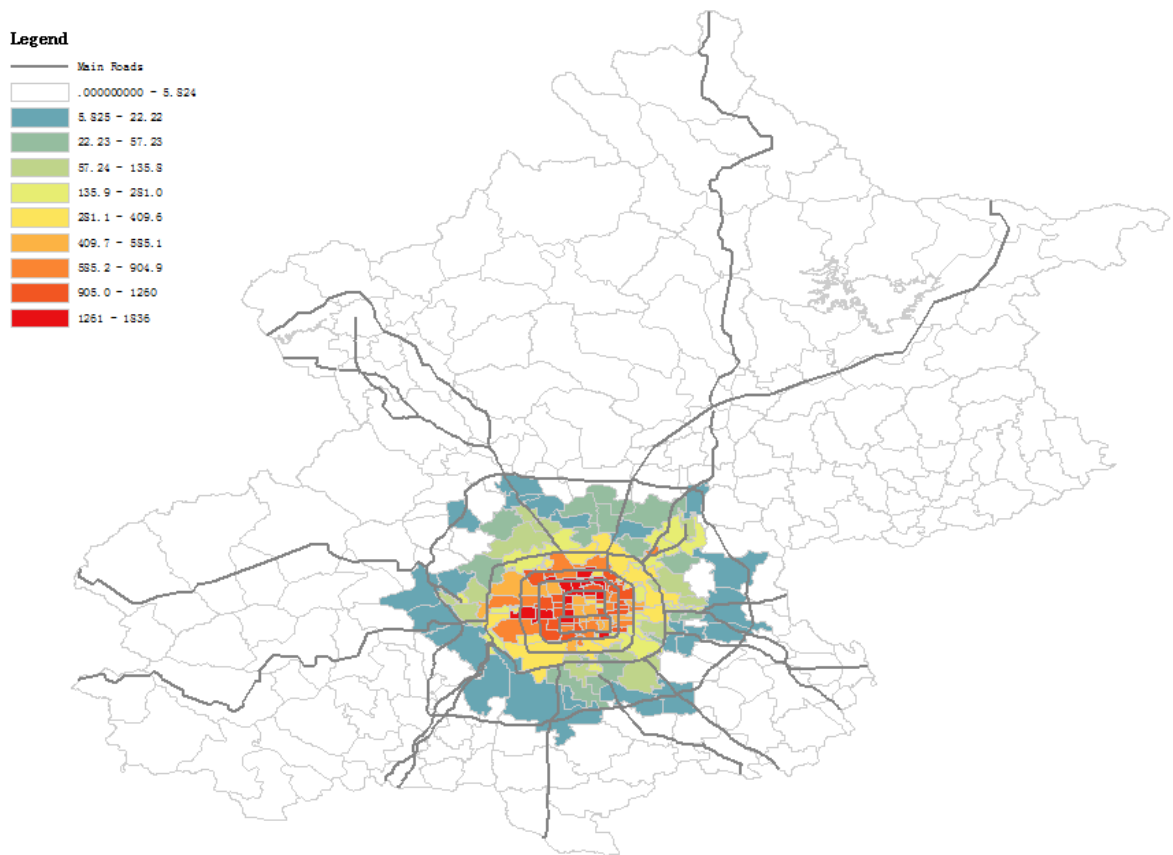 Legend
Main Roads
.000000000 - 5.824
5.825 - 22.22
22.23 - 57.23
57.24 - 135.8
135.9 - 281.0
281.1 - 409.6
409.7 - 585.1
585.2 - 904.9
905.0 - 1260
1261 - 1836